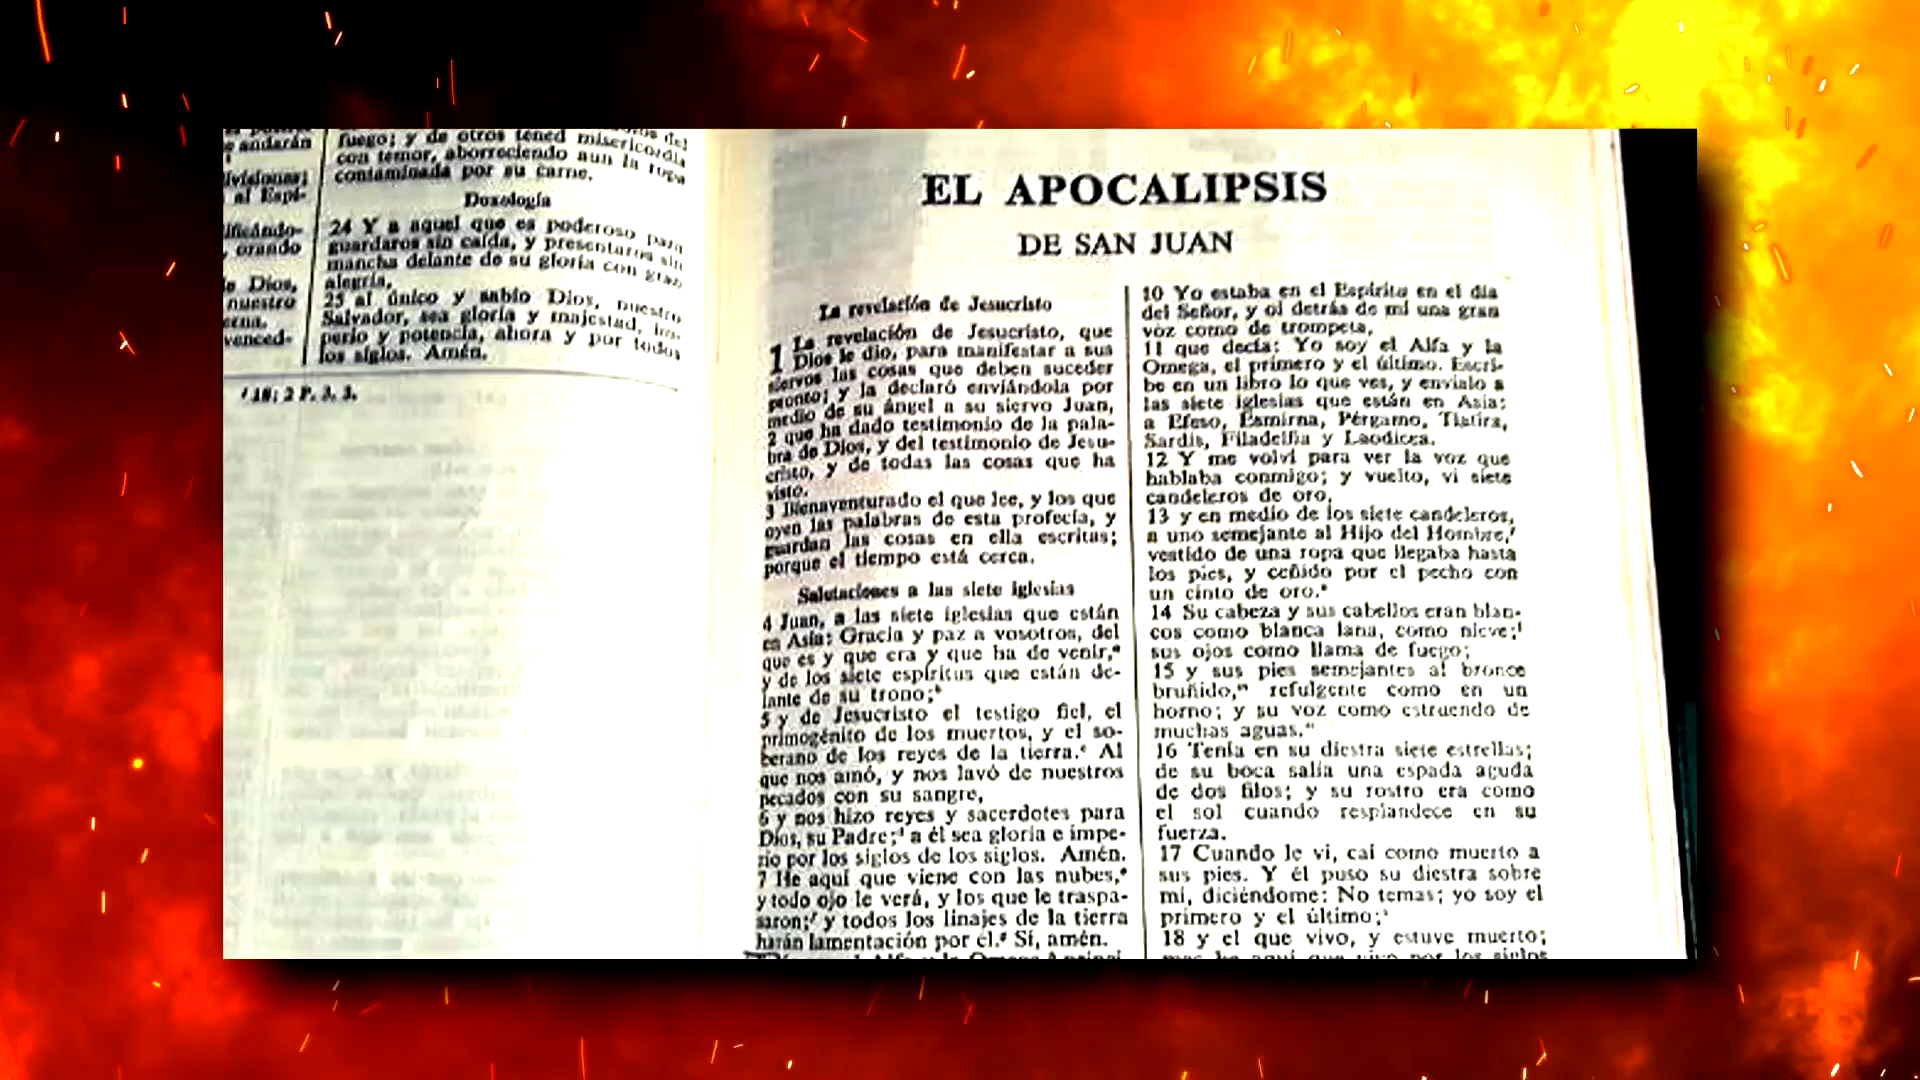 e andarán
ivisiones;
al Espí-
ificándo-
, orando
e Dios,
nuestro
erna.
venced-
fuego; y de otros tened misericordia
con temor, aborreciendo aun la ropa
contaminada por su carne.
Doxología
24 Y a aquel que es poderoso para
guardaros sin caída, y presentaros sin
mancha delante de su gloria con gran
alegría,
25 al único y sabio Dios, nuestro
Salvador, sea gloria y majestad, im-
perio y potencia, ahora y por todos
los siglos. Amén.
18; 2 P. 3. 3.
EL APOCALIPSIS
DE SAN JUAN
La revelación de Jesucristo
1 La revelación de Jesucristo, que
Dios le dio, para manifestar a sus
siervos las cosas que deben suceder
pronto; y la declaró enviándola por
medio de su ángel a su siervo Juan,
2 que ha dado testimonio de la pala-
bra de Dios, y del testimonio de Jesu-
cristo, y de todas las cosas que ha
visto.
3 Bienaventurado el que lee, y los que
oyen las palabras de esta profecía, y
guardan las cosas en ella escritas;
porque el tiempo está cerca.
Salutaciones a las siete iglesias
4 Juan, a las siete iglesias que están
en Asia: Gracia y paz a vosotros, del
que es y que era y que ha de venir,ª
y de los siete espíritus que están de-
lante de su trono;ᵇ
5 y de Jesucristo el testigo fiel, el
primogénito de los muertos, y el so-
berano de los reyes de la tierra.ᶜ Al
que nos amó, y nos lavó de nuestros
pecados con su sangre,
6 y nos hizo reyes y sacerdotes para
Dios, su Padre;ᵈ a él sea gloria e impe-
rio por los siglos de los siglos. Amén.
7 He aquí que viene con las nubes,ᵉ
y todo ojo le verá, y los que le traspa-
saron;ᶠ y todos los linajes de la tierra
harán lamentación por él.ᵍ Sí, amén.
10 Yo estaba en el Espíritu en el día
del Señor, y oí detrás de mí una gran
voz como de trompeta,
11 que decía: Yo soy el Alfa y la
Omega, el primero y el último. Escri-
be en un libro lo que ves, y envíalo a
las siete iglesias que están en Asia:
a Efeso, Esmirna, Pérgamo, Tiatira,
Sardis, Filadelfia y Laodicea.
12 Y me volví para ver la voz que
hablaba conmigo; y vuelto, vi siete
candeleros de oro,
13 y en medio de los siete candeleros,
a uno semejante al Hijo del Hombre,ʲ
vestido de una ropa que llegaba hasta
los pies, y ceñido por el pecho con
un cinto de oro.ᵏ
14 Su cabeza y sus cabellos eran blan-
cos como blanca lana, como nieve;ˡ
sus ojos como llama de fuego;
15 y sus pies semejantes al bronce
bruñido,ᵐ refulgente como en un
horno; y su voz como estruendo de
muchas aguas.ⁿ
16 Tenía en su diestra siete estrellas;
de su boca salía una espada aguda
de dos filos; y su rostro era como
el sol cuando resplandece en su
fuerza.
17 Cuando le vi, caí como muerto a
sus pies. Y él puso su diestra sobre
mí, diciéndome: No temas; yo soy el
primero y el último;
18 y el que vivo, y estuve muerto;
mas he aquí que vivo por los siglos